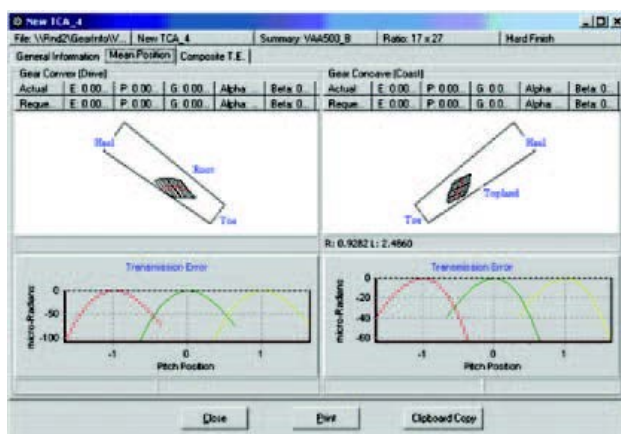 New TCA_4
File: \\Rnd2\GearInfo\V... New TCA_4 Summary: VAA500_B Ratio: 17 x 27 Hard Finish
General Information Mean Position Composite T.E.
Gear Convex (Drive)
Actual E: 0.00... P: 0.00... G: 0.00... Alpha: ... Beta: 0...
Reque... E: 0.00... P: 0.00... G: 0.00... Alpha: ... Beta: 0...
Heel
Root
Toe
Gear Concave (Coast)
Actual E: 0.00... P: 0.00... G: 0.0... Alpha... Beta: 0...
Reque... E: 0.00... P: 0.00... G: 0.0... Alpha... Beta: 0...
Heel
Topland
Toe
R: 0.9282 L: 2.4860
Transmission Error
micro-Radians
0
-50
-100
-1 0 1
Pitch Position
Transmission Error
micro-Radians
0
-20
-40
-60
-1 0 1
Pitch Position
Close Print Clipboard Copy